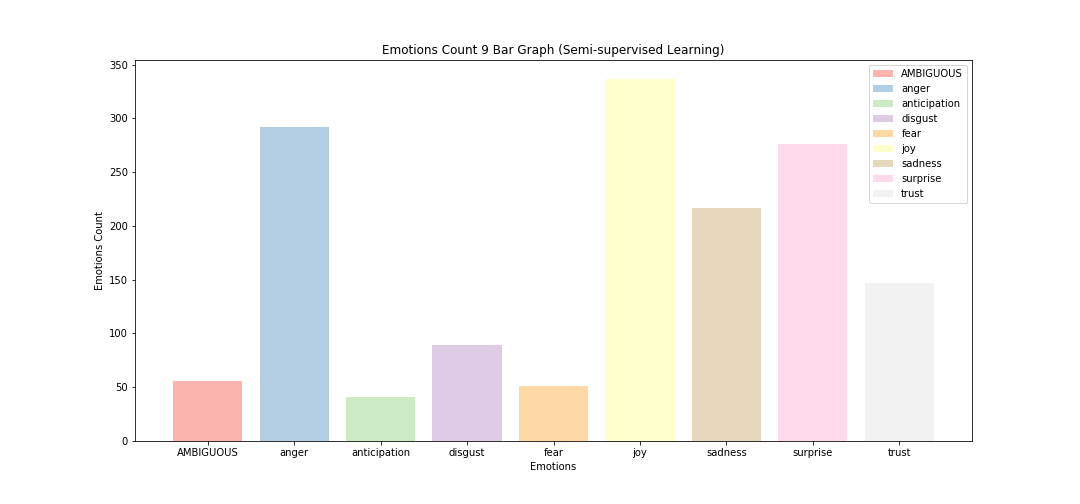 Emotions Count 9 Bar Graph (Semi-supervised Learning)
350
300
250
200
150
100
50
0
Emotions Count
AMBIGUOUS
anger
anticipation
disgust
fear
joy
sadness
surprise
trust
AMBIGUOUS anger anticipation disgust fear joy sadness surprise trust
Emotions